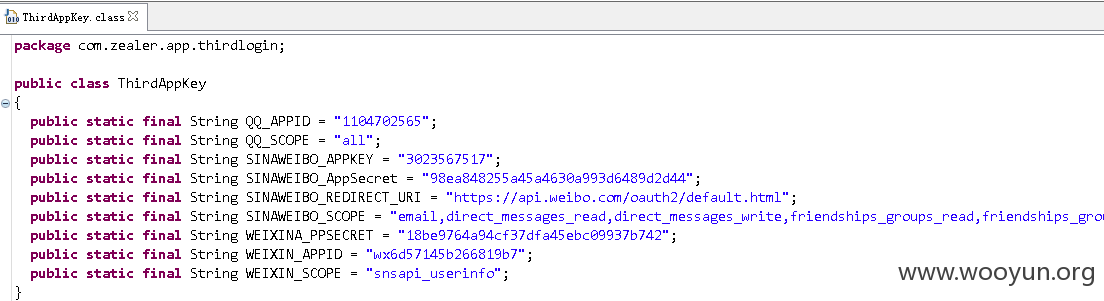 ThirdAppKey.class
package com.zealer.app.thirdlogin;
public class ThirdAppKey
{
public static final String QQ_APPID = "1104702565";
public static final String QQ_SCOPE = "all";
public static final String SINAWEIBO_APPKEY = "3023567517";
public static final String SINAWEIBO_AppSecret = "98ea848255a45a4630a993d6489d2d44";
public static final String SINAWEIBO_REDIRECT_URI = "https://api.weibo.com/oauth2/default.html";
public static final String SINAWEIBO_SCOPE = "email,direct_messages_read,direct_messages_write,friendships_groups_read,friendships_gro
public static final String WEIXINA_PPSECRET = "18be9764a94cf37dfa45ebc09937b742";
public static final String WEIXIN_APPID = "wx6d57145b266819b7";
public static final String WEIXIN_SCOPE = "snsapi_userinfo";
}
www.wooyun.org